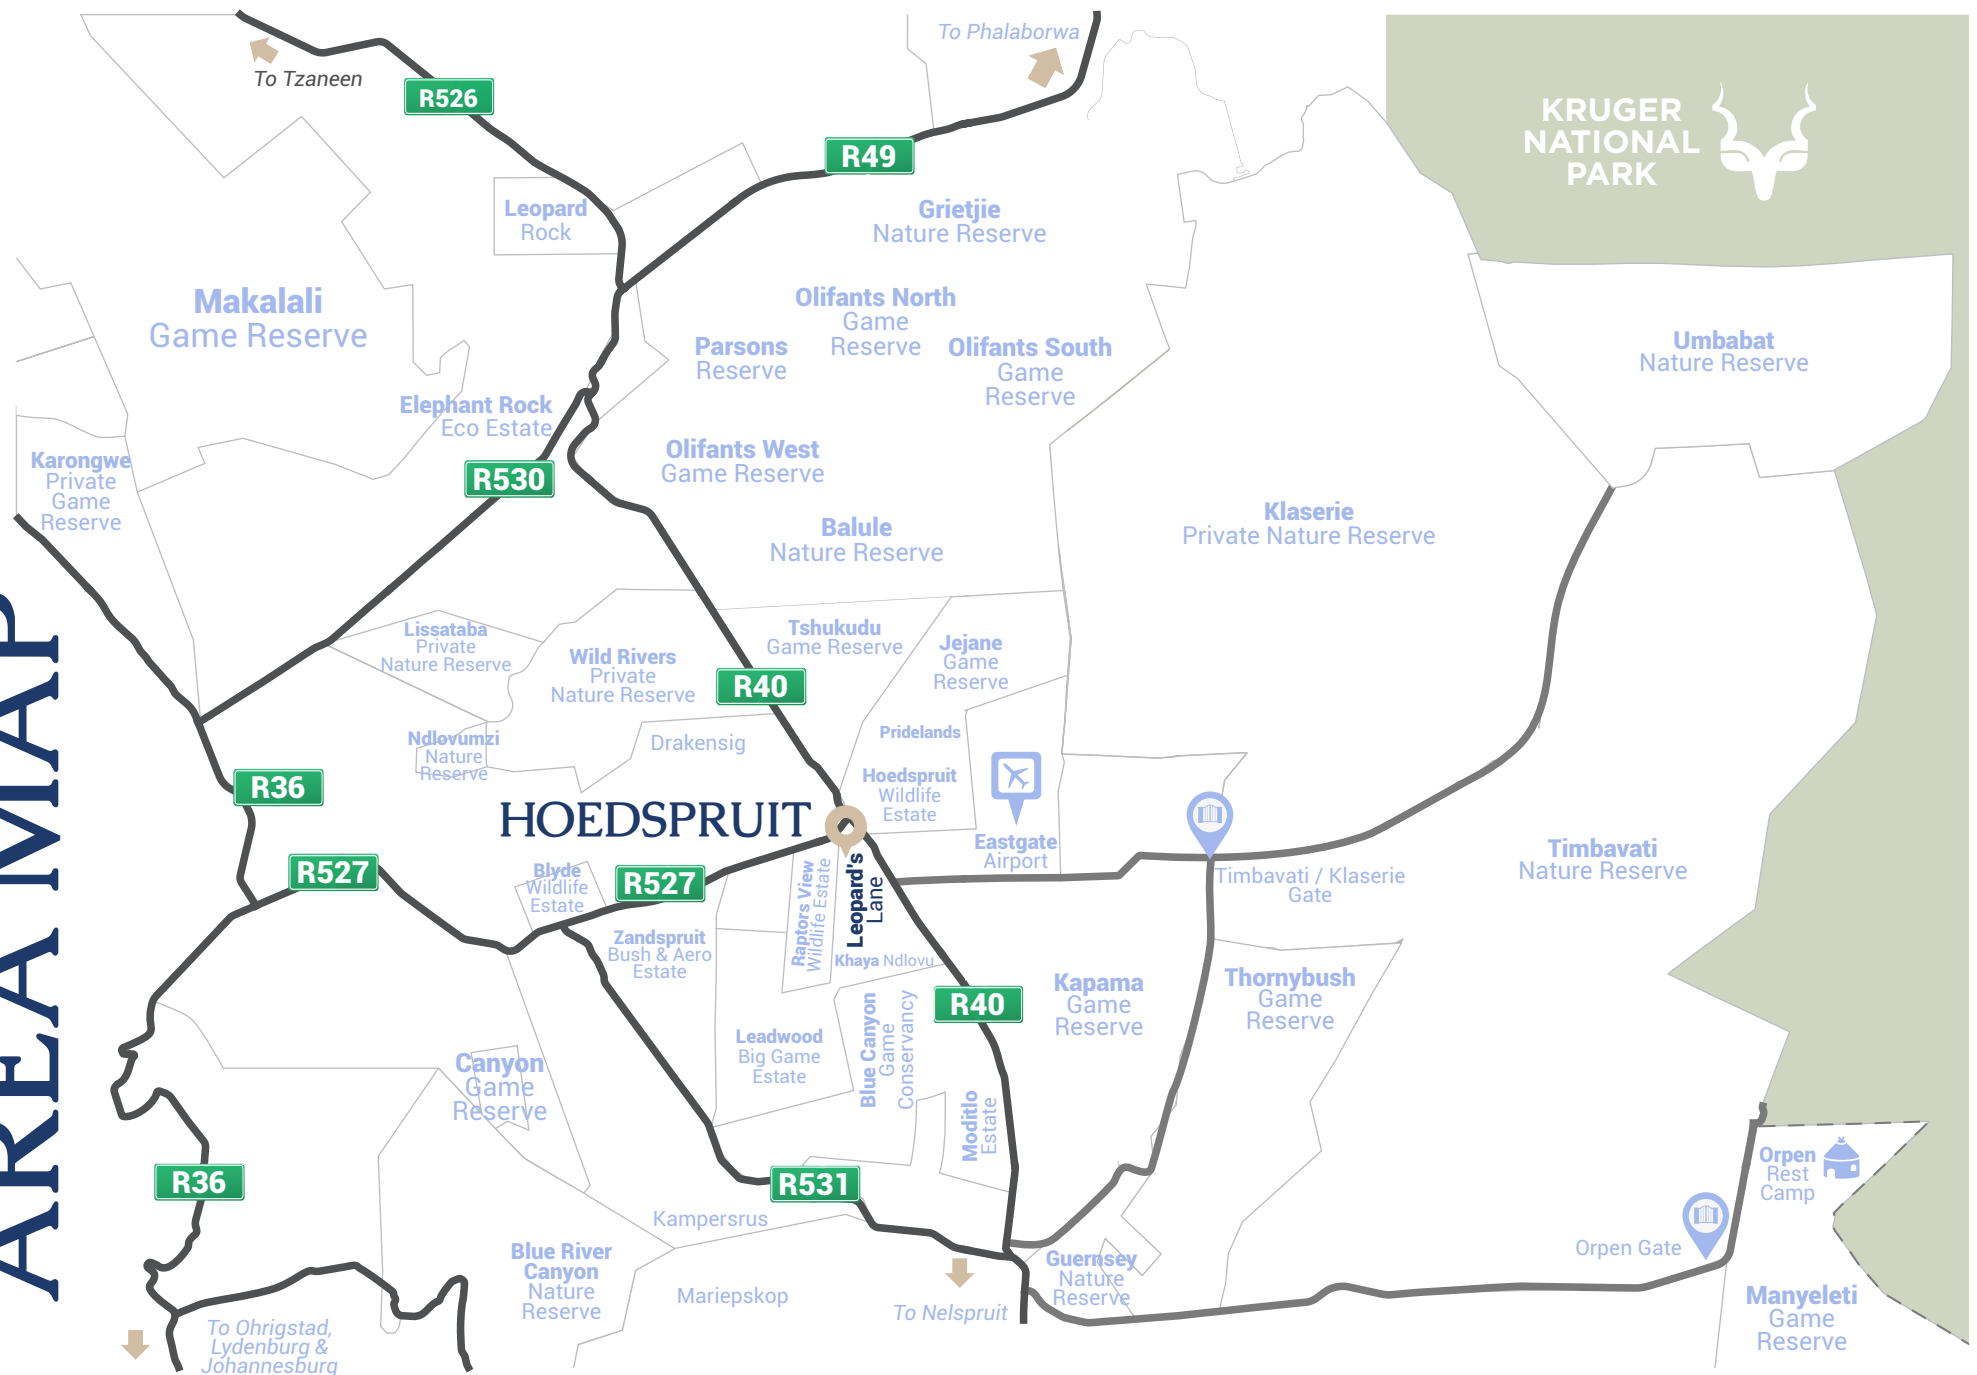 To Phalaborwa
To Tzaneen
R526
KRUGER
NATIONAL
PARK
R49
Leopard
Rock
Grietjie
Nature Reserve
Makalali
Game Reserve
Olifants North
Game
Reserve
Parsons
Reserve
Olifants South
Game
Reserve
Umbabat
Nature Reserve
Elephant Rock
Eco Estate
Karongwe
Private
Game
Reserve
R530
Olifants West
Game Reserve
Balule
Nature Reserve
Klaserie
Private Nature Reserve
Lissataba
Private
Nature Reserve
Wild Rivers
Private
Nature Reserve
Tshukudu
Game Reserve
Jejane
Game
Reserve
R40
Ndlovumzi
Nature
Reserve
Drakensig
Pridelands
R36
Hoedspruit
Wildlife
Estate
HOEDSPRUIT
Eastgate
Airport
R527
Blyde
Wildlife
Estate
R527
Raptors View
Wildlife Estate
Leopard's
Lane
Timbavati / Klaserie
Gate
Timbavati
Nature Reserve
Zandspruit
Bush & Aero
Estate
Khaya Ndlovu
AREA MAP
Kapama
Game
Reserve
Thornybush
Game
Reserve
R40
Blue Canyon
Game
Conservancy
Leadwood
Big Game
Estate
Canyon
Game
Reserve
Moditlo
Estate
R36
R531
Orpen
Rest
Camp
Kampersrus
Orpen Gate
Blue River
Canyon
Nature
Reserve
Mariepskop
Guernsey
Nature
Reserve
To Nelspruit
Manyeleti
Game
Reserve
To Ohrigstad,
Lydenburg &
Johannesburg